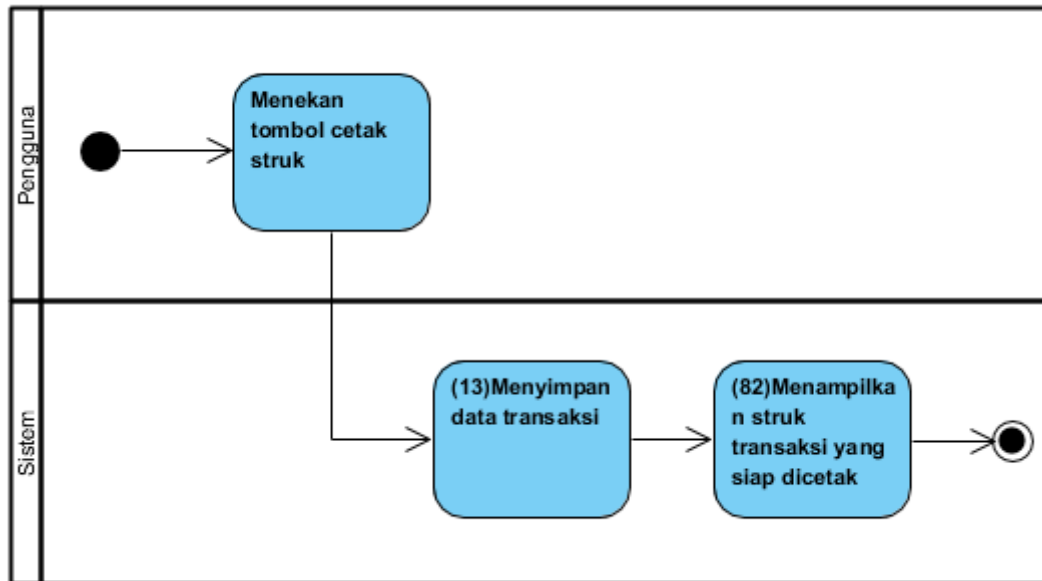 Pengguna
Menekan
tombol cetak
struk
Sistem
(13)Menyimpan
data transaksi
(82)Menampilka
n struk
transaksi yang
siap dicetak